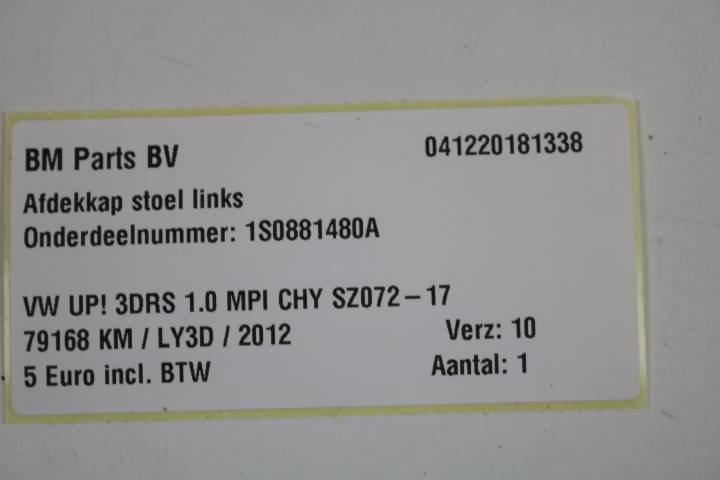 BM Parts BV 041220181338
Afdekkap stoel links
Onderdeelnummer: 1S0881480A
VW UP! 3DRS 1.0 MPI CHY SZ072-17
79168 KM / LY3D / 2012 Verz: 10
5 Euro incl. BTW Aantal: 1